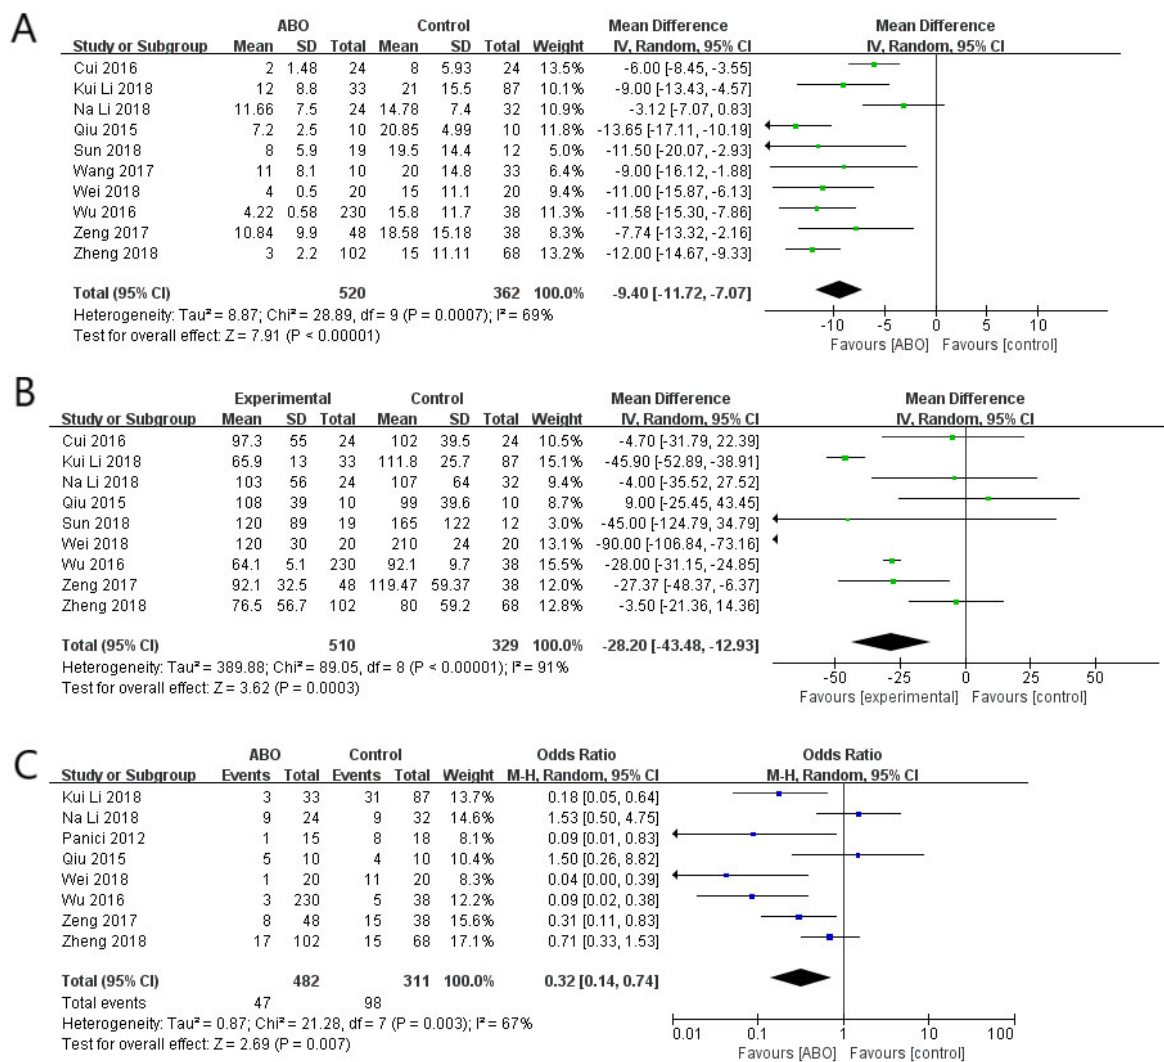 A
ABO Control Mean Difference Mean Difference
Study or Subgroup Mean SD Total Mean SD Total Weight IV, Random, 95% CI IV, Random, 95% CI
Cui 2016 2 1.48 24 8 5.93 24 13.5% -6.00 [-8.45, -3.55]
Kui Li 2018 12 8.8 33 21 15.5 87 10.1% -9.00 [-13.43, -4.57]
Na Li 2018 11.66 7.5 24 14.78 7.4 32 10.9% -3.12 [-7.07, 0.83]
Qiu 2015 7.2 2.5 10 20.85 4.99 10 11.8% -13.65 [-17.11, -10.19]
Sun 2018 8 5.9 19 19.5 14.4 12 5.0% -11.50 [-20.07, -2.93]
Wang 2017 11 8.1 10 20 14.8 33 6.4% -9.00 [-16.12, -1.88]
Wei 2018 4 0.5 20 15 11.1 20 9.4% -11.00 [-15.87, -6.13]
Wu 2016 4.22 0.58 230 15.8 11.7 38 11.3% -11.58 [-15.30, -7.86]
Zeng 2017 10.84 9.9 48 18.58 15.18 38 8.3% -7.74 [-13.32, -2.16]
Zheng 2018 3 2.2 102 15 11.11 68 13.2% -12.00 [-14.67, -9.33]
Total (95% CI) 520 362 100.0% -9.40 [-11.72, -7.07]
Heterogeneity: Tau² = 8.87; Chi² = 28.89, df = 9 (P = 0.0007); I² = 69%
Test for overall effect: Z = 7.91 (P < 0.00001)
-10 -5 0 5 10
Favours [ABO] Favours [control]
B
Experimental Control Mean Difference Mean Difference
Study or Subgroup Mean SD Total Mean SD Total Weight IV, Random, 95% CI IV, Random, 95% CI
Cui 2016 97.3 55 24 102 39.5 24 10.5% -4.70 [-31.79, 22.39]
Kui Li 2018 65.9 13 33 111.8 25.7 87 15.1% -45.90 [-52.89, -38.91]
Na Li 2018 103 56 24 107 64 32 9.4% -4.00 [-35.52, 27.52]
Qiu 2015 108 39 10 99 39.6 10 8.7% 9.00 [-25.45, 43.45]
Sun 2018 120 89 19 165 122 12 3.0% -45.00 [-124.79, 34.79]
Wei 2018 120 30 20 210 24 20 13.1% -90.00 [-106.84, -73.16]
Wu 2016 64.1 5.1 230 92.1 9.7 38 15.5% -28.00 [-31.15, -24.85]
Zeng 2017 92.1 32.5 48 119.47 59.37 38 12.0% -27.37 [-48.37, -6.37]
Zheng 2018 76.5 56.7 102 80 59.2 68 12.8% -3.50 [-21.36, 14.36]
Total (95% CI) 510 329 100.0% -28.20 [-43.48, -12.93]
Heterogeneity: Tau² = 389.88; Chi² = 89.05, df = 8 (P < 0.00001); I² = 91%
Test for overall effect: Z = 3.62 (P = 0.0003)
-50 -25 0 25 50
Favours [experimental] Favours [control]
C
ABO Control Odds Ratio Odds Ratio
Study or Subgroup Events Total Events Total Weight M-H, Random, 95% CI M-H, Random, 95% CI
Kui Li 2018 3 33 31 87 13.7% 0.18 [0.05, 0.64]
Na Li 2018 9 24 9 32 14.6% 1.53 [0.50, 4.75]
Panici 2012 1 15 8 18 8.1% 0.09 [0.01, 0.83]
Qiu 2015 5 10 4 10 10.4% 1.50 [0.26, 8.82]
Wei 2018 1 20 11 20 8.3% 0.04 [0.00, 0.39]
Wu 2016 3 230 5 38 12.2% 0.09 [0.02, 0.38]
Zeng 2017 8 48 15 38 15.6% 0.31 [0.11, 0.83]
Zheng 2018 17 102 15 68 17.1% 0.71 [0.33, 1.53]
Total (95% CI) 482 311 100.0% 0.32 [0.14, 0.74]
Total events 47 98
Heterogeneity: Tau² = 0.87; Chi² = 21.28, df = 7 (P = 0.003); I² = 67%
Test for overall effect: Z = 2.69 (P = 0.007)
0.01 0.1 1 10 100
Favours [ABO] Favours [control]